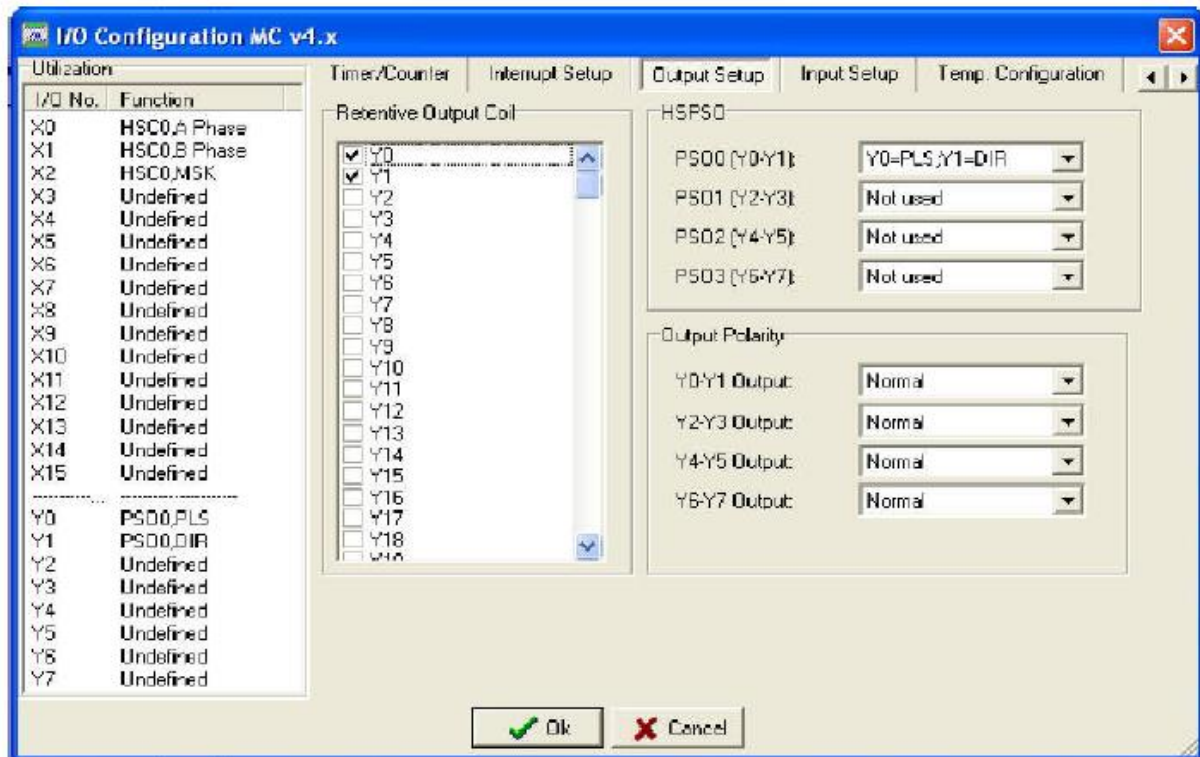 I/O Configuration MC v4.x
Utilization
I/O No. Function
X0 HSC0,A Phase
X1 HSC0,B Phase
X2 HSC0,MSK
X3 Undefined
X4 Undefined
X5 Undefined
X6 Undefined
X7 Undefined
X8 Undefined
X9 Undefined
X10 Undefined
X11 Undefined
X12 Undefined
X13 Undefined
X14 Undefined
X15 Undefined
Y0 PSO0,PLS
Y1 PSO0,DIR
Y2 Undefined
Y3 Undefined
Y4 Undefined
Y5 Undefined
Y6 Undefined
Y7 Undefined
Timer/Counter Interrupt Setup Output Setup Input Setup Temp. Configuration
Retentive Output Coil
Y0
Y1
Y2
Y3
Y4
Y5
Y6
Y7
Y8
Y9
Y10
Y11
Y12
Y13
Y14
Y15
Y16
Y17
Y18
Y19
HSPSO
PSO0 (Y0-Y1): Y0=PLS,Y1=DIR
PSO1 (Y2-Y3): Not used
PSO2 (Y4-Y5): Not used
PSO3 (Y6-Y7): Not used
Output Polarity
Y0-Y1 Output: Normal
Y2-Y3 Output: Normal
Y4-Y5 Output: Normal
Y6-Y7 Output: Normal
Ok Cancel